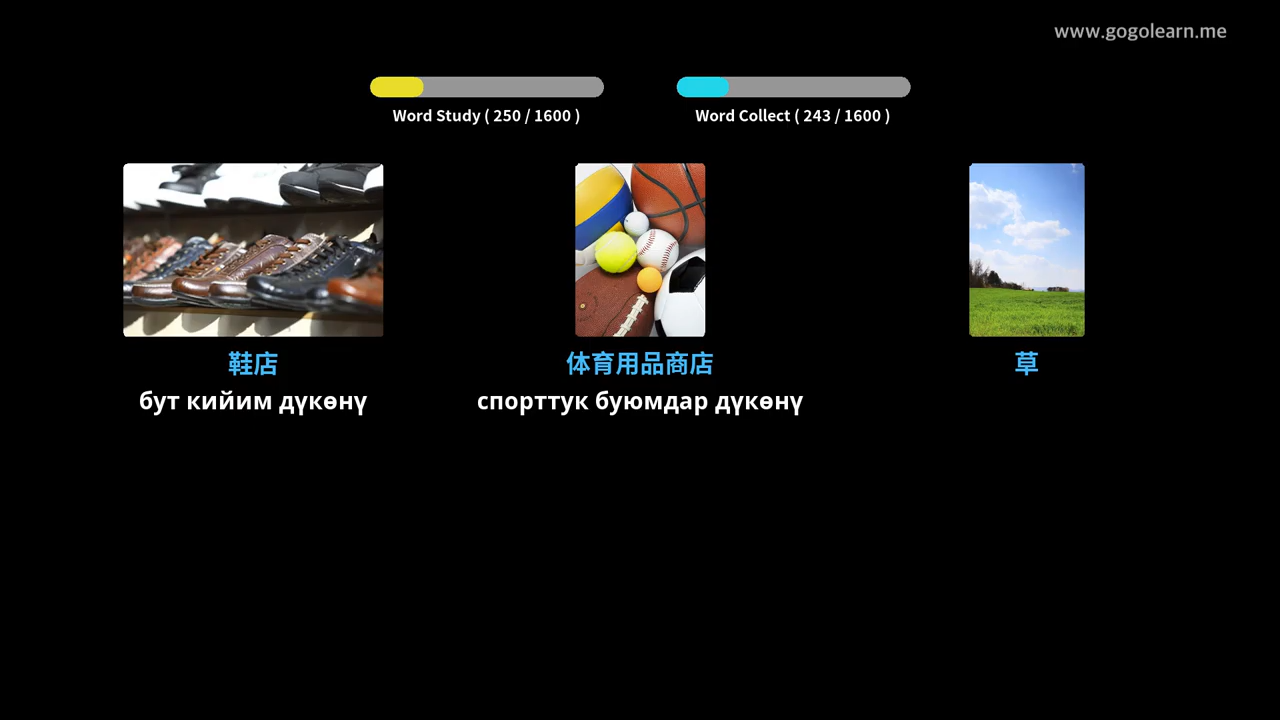 www.gogolearn.me
Word Study ( 250 / 1600 )
Word Collect ( 243 / 1600 )
鞋店
бут кийим дүкөнү
体育用品商店
спорттук буюмдар дүкөнү
草